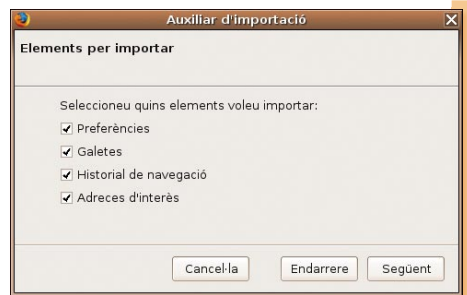 Auxiliar d'importació
Elements per importar
Seleccioneu quins elements voleu importar:
Preferències
Galetes
Historial de navegació
Adreces d'interès
Cancel·la
Endarrere
Següent